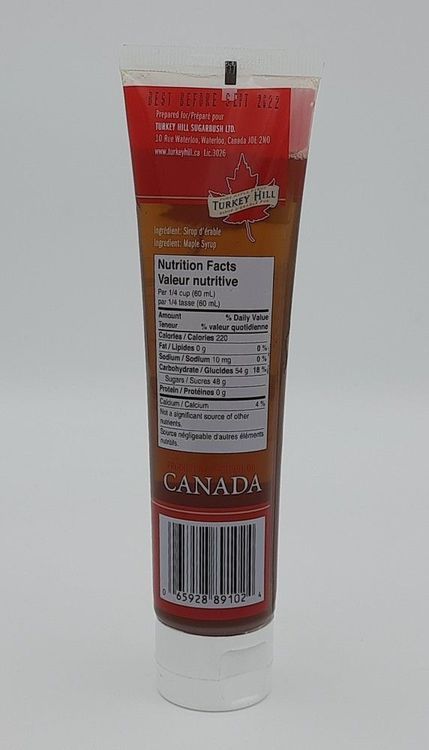 BEST BEFORE SEPT 2022
Prepared for/Préparé pour
TURKEY HILL SUGARBUSH LTD.
10 Rue Waterloo, Waterloo, Canada J0E 2N0
www.turkeyhill.ca Lic.3026
TURKEY HILL
Ingrédient: Sirop d'érable
Ingredient: Maple Syrup
Nutrition Facts
Valeur nutritive
Per 1/4 cup (60 mL)
par 1/4 tasse (60 mL)
Amount % Daily Value
Teneur % valeur quotidienne
Calories / Calories 220
Fat / Lipides 0 g 0 %
Sodium / Sodium 10 mg 0 %
Carbohydrate / Glucides 54 g 18 %
Sugars / Sucres 48 g
Protein / Protéines 0 g
Calcium / Calcium 4 %
Not a significant source of other
nutrients.
Source négligeable d'autres éléments
nutritifs.
CANADA
0 65928 89102 4